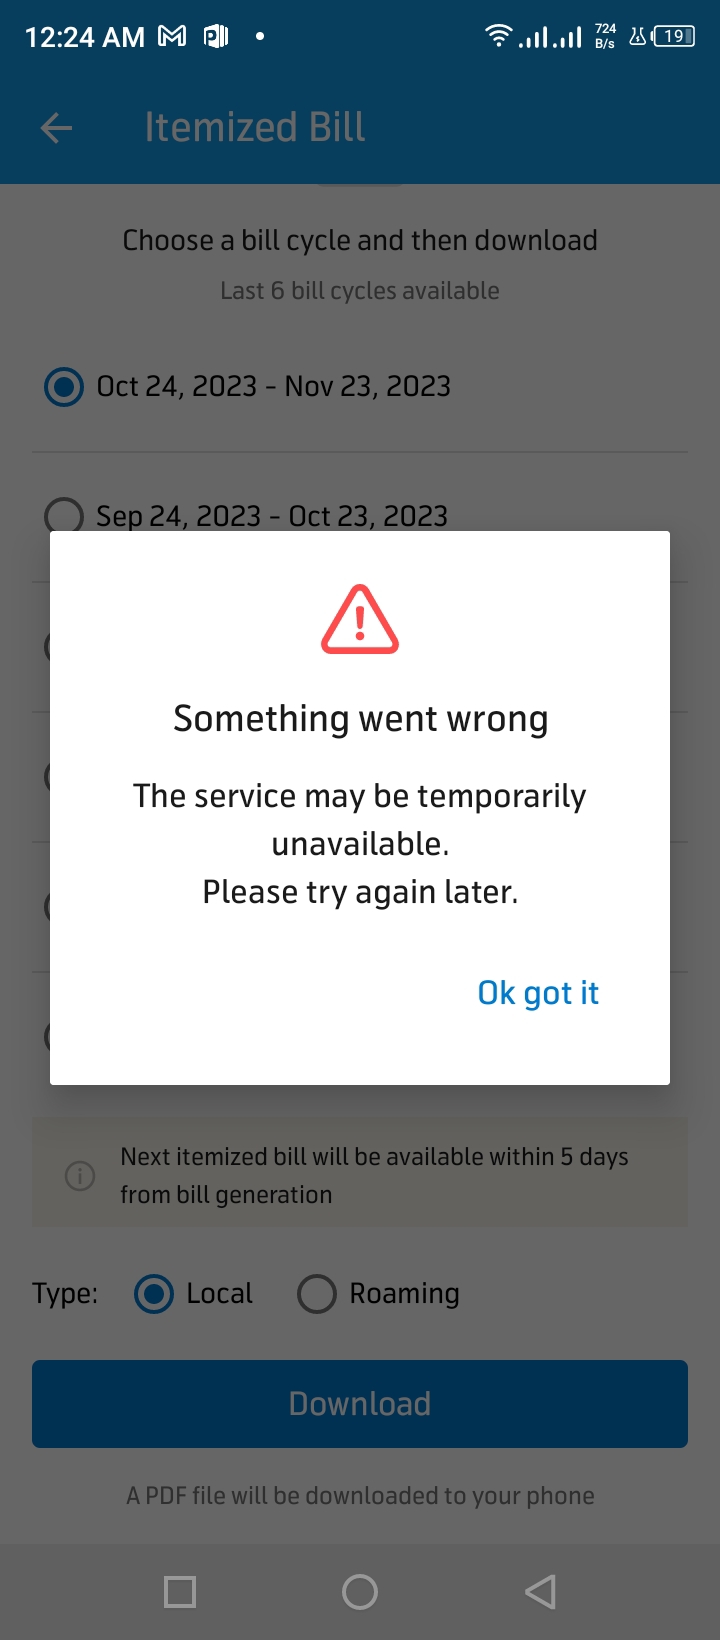 12:24 AM
724
B/s
19
Itemized Bill
Choose a bill cycle and then download
Last 6 bill cycles available
Oct 24, 2023 - Nov 23, 2023
Sep 24, 2023 - Oct 23, 2023
Something went wrong
The service may be temporarily
unavailable.
Please try again later.
Ok got it
Next itemized bill will be available within 5 days
from bill generation
Type:
Local
Roaming
Download
A PDF file will be downloaded to your phone